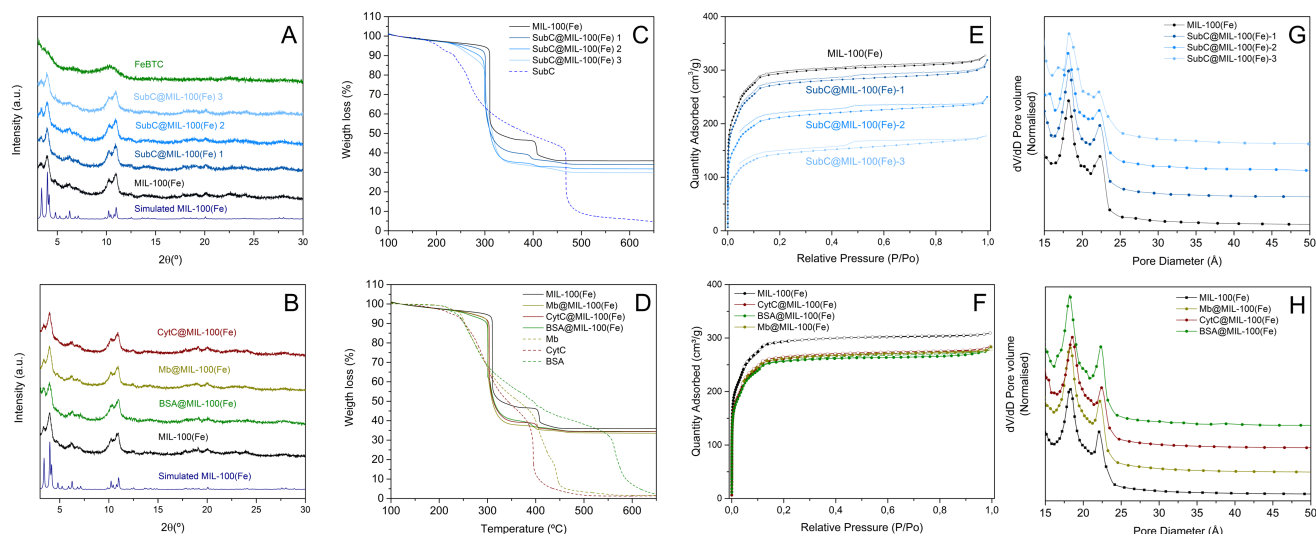 A
FeBTC
SubC@MIL-100(Fe) 3
SubC@MIL-100(Fe) 2
SubC@MIL-100(Fe) 1
MIL-100(Fe)
Simulated MIL-100(Fe)
Intensity (a.u.)
5 10 15 20 25 30
2θ(º)
C
MIL-100(Fe)
SubC@MIL-100(Fe) 1
SubC@MIL-100(Fe) 2
SubC@MIL-100(Fe) 3
SubC
Weigth loss (%)
110
100
90
80
70
60
50
40
30
20
10
0
100 200 300 400 500 600
E
MIL-100(Fe)
SubC@MIL-100(Fe)-1
SubC@MIL-100(Fe)-2
SubC@MIL-100(Fe)-3
Quantity Adsorbed (cm³/g)
400
350
300
250
200
150
100
50
0
0,0 0,2 0,4 0,6 0,8 1,0
Relative Pressure (P/Po)
G
MIL-100(Fe)
SubC@MIL-100(Fe)-1
SubC@MIL-100(Fe)-2
SubC@MIL-100(Fe)-3
dV/dD Pore volume
(Normalised)
15 20 25 30 35 40 45 50
Pore Diameter (Å)
B
CytC@MIL-100(Fe)
Mb@MIL-100(Fe)
BSA@MIL-100(Fe)
MIL-100(Fe)
Simulated MIL-100(Fe)
Intensity (a.u.)
5 10 15 20 25 30
2θ(º)
D
MIL-100(Fe)
Mb@MIL-100(Fe)
CytC@MIL-100(Fe)
BSA@MIL-100(Fe)
Mb
CytC
BSA
Weigth loss (%)
110
100
90
80
70
60
50
40
30
20
10
0
100 200 300 400 500 600
Temperature (ºC)
F
MIL-100(Fe)
CytC@MIL-100(Fe)
BSA@MIL-100(Fe)
Mb@MIL-100(Fe)
Quantity Adsorbed (cm³/g)
400
300
200
100
0
0,0 0,2 0,4 0,6 0,8 1,0
Relative Pressure (P/Po)
H
MIL-100(Fe)
Mb@MIL-100(Fe)
CytC@MIL-100(Fe)
BSA@MIL-100(Fe)
dV/dD Pore volume
(Normalised)
15 20 25 30 35 40 45 50
Pore Diameter (Å)